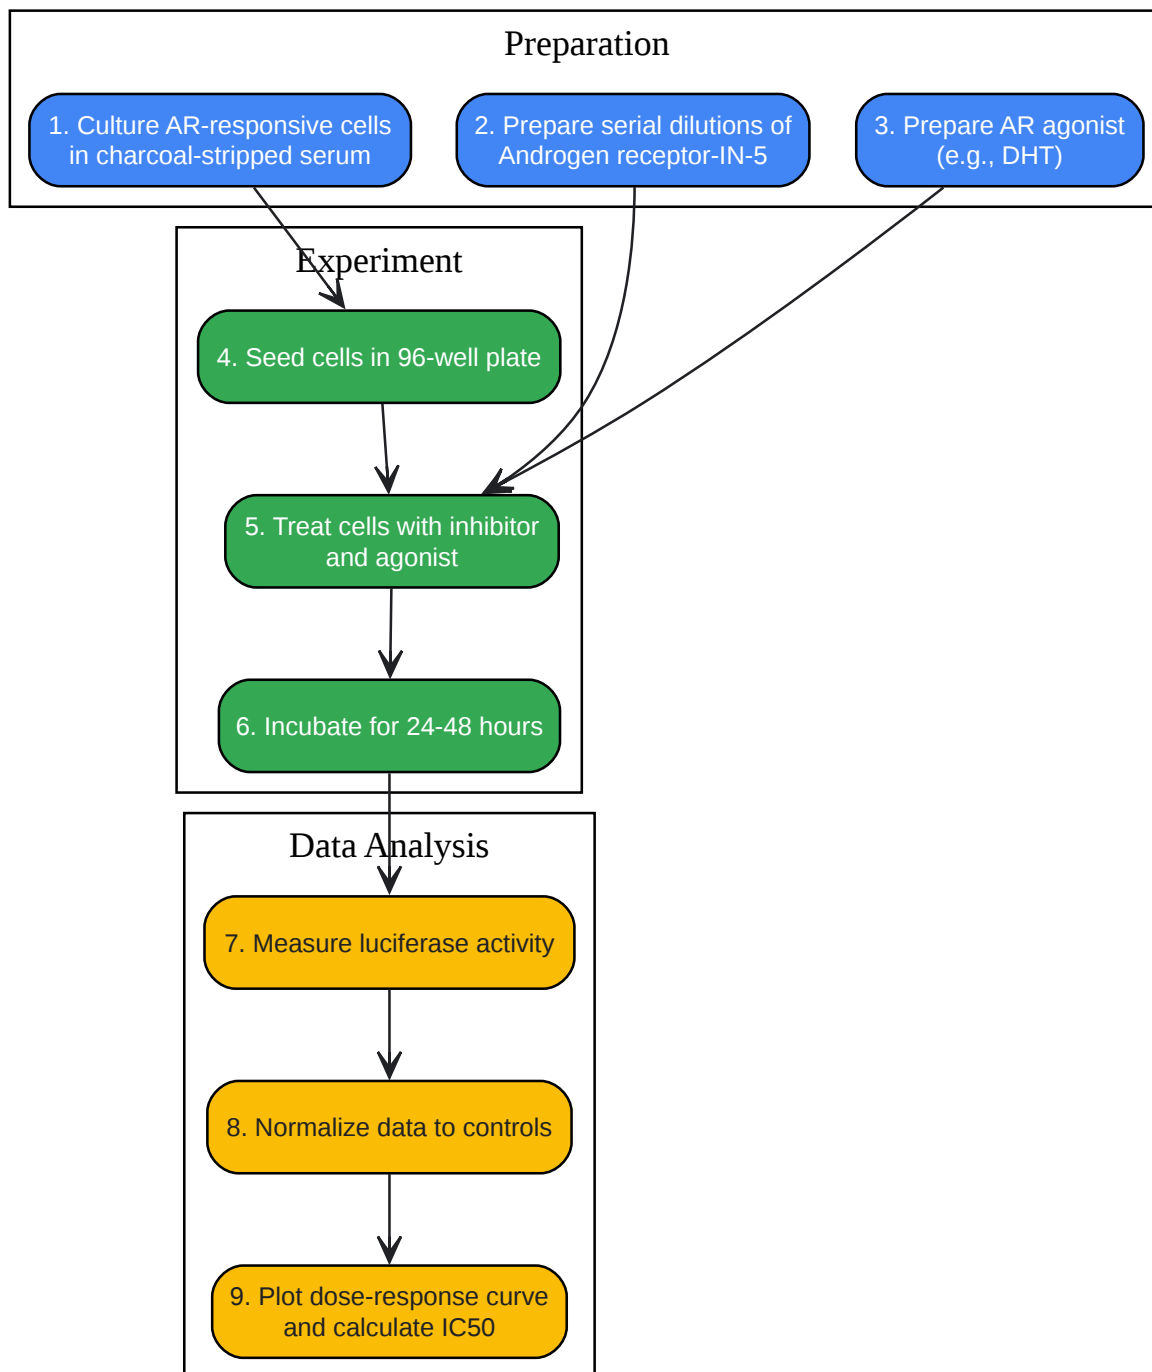 Preparation
1. Culture AR-responsive cells
in charcoal-stripped serum
2. Prepare serial dilutions of
Androgen receptor-IN-5
3. Prepare AR agonist
(e.g., DHT)
Experiment
4. Seed cells in 96-well plate
5. Treat cells with inhibitor
and agonist
6. Incubate for 24-48 hours
Data Analysis
7. Measure luciferase activity
8. Normalize data to controls
9. Plot dose-response curve
and calculate IC50